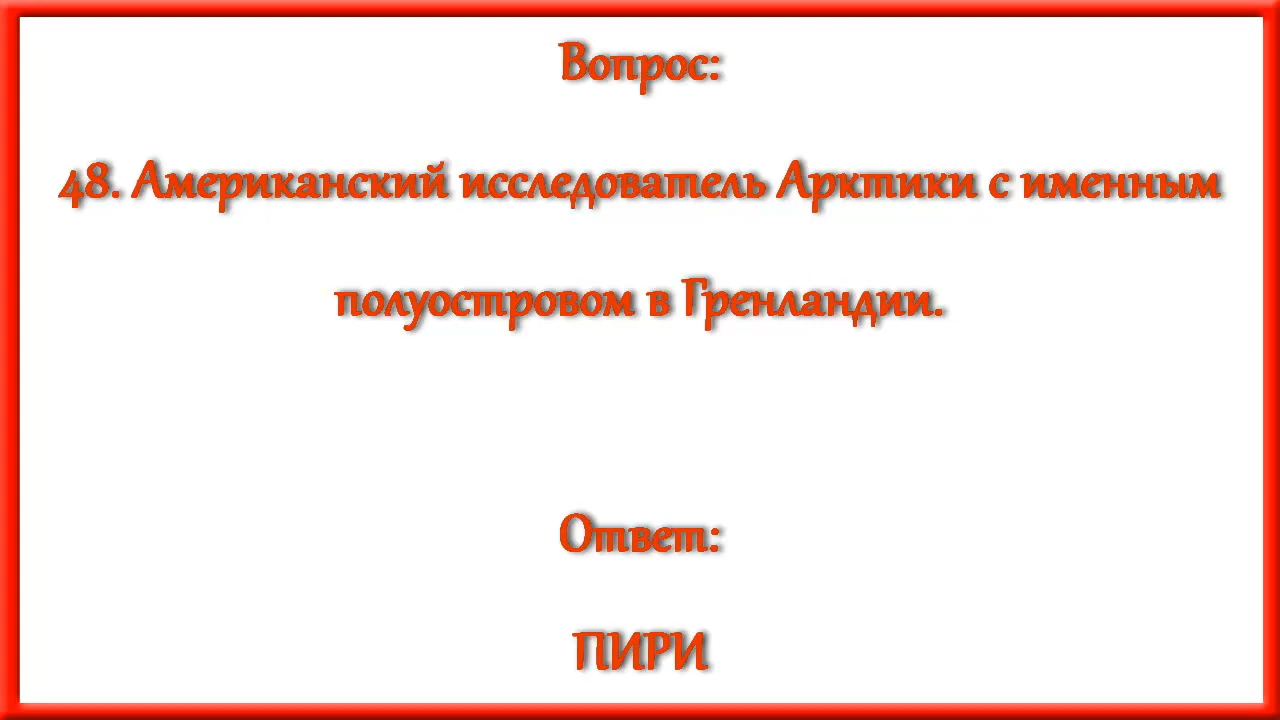 Вопрос:
48. Американский исследователь Арктики с именным
полуостровом в Гренландии.
Ответ:
ПИРИ